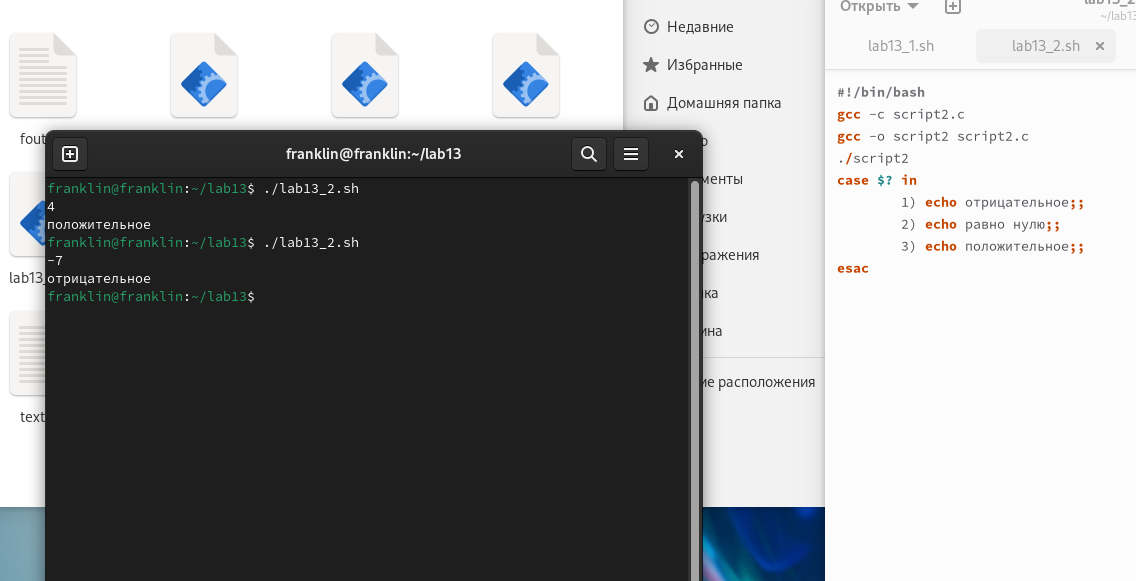 Недавние
Избранные
Домашняя папка
fout
franklin@franklin:~/lab13
franklin@franklin:~/lab13$ ./lab13_2.sh
4
положительное
franklin@franklin:~/lab13$ ./lab13_2.sh
-7
отрицательное
franklin@franklin:~/lab13$
lab13_
text
о
менты
узки
ражения
ка
ина
ие расположения
Открыть
~/lab13
lab13_1.sh
lab13_2.sh
#!/bin/bash
gcc -c script2.c
gcc -o script2 script2.c
./script2
case $? in
1) echo отрицательное;;
2) echo равно нулю;;
3) echo положительное;;
esac